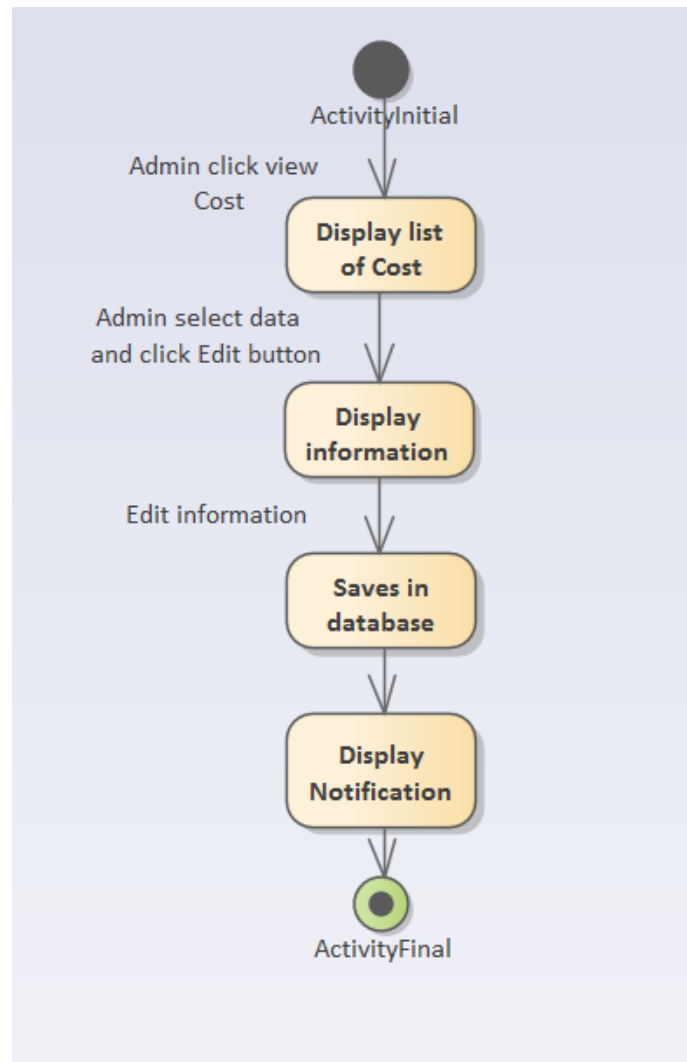 ActivityInitial
Admin click view
Cost
Display list
of Cost
Admin select data
and click Edit button
Display
information
Edit information
Saves in
database
Display
Notification
ActivityFinal